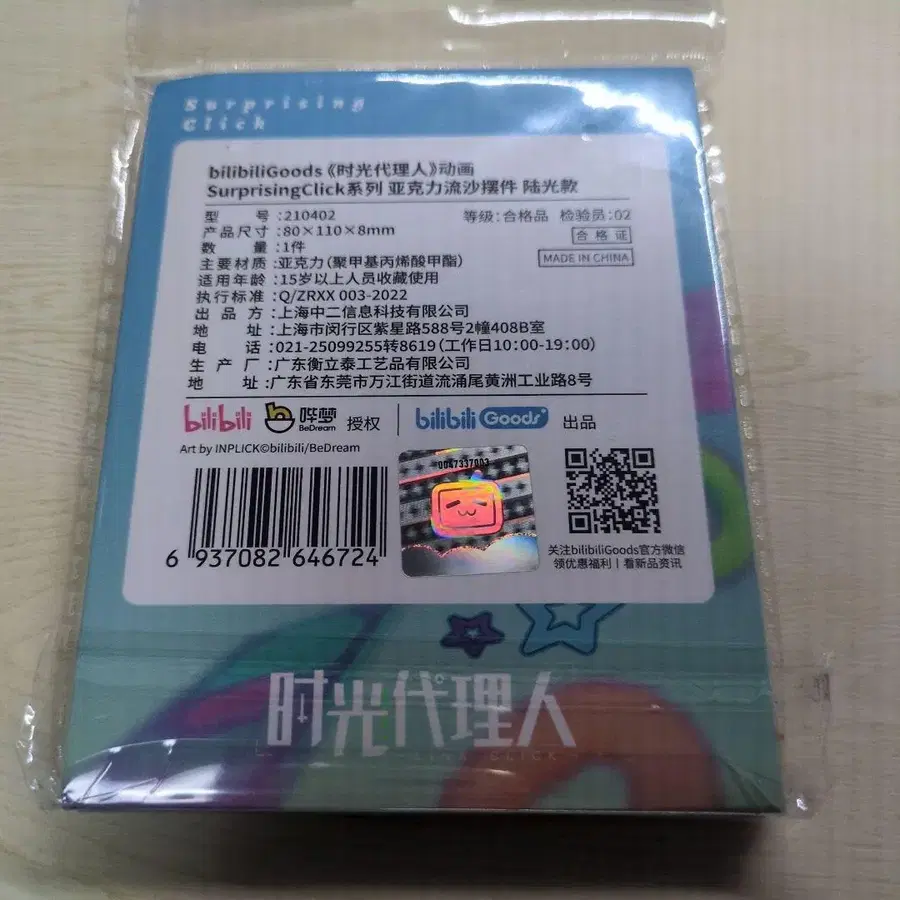 Surprising
Click
bilibiliGoods《时光代理人》动画
SurprisingClick系列 亚克力流沙摆件 陆光款
型 号:210402 等级:合格品 检验员:02
产品尺寸:80×110×8mm 合格证
数 量:1件 MADE IN CHINA
主要材质:亚克力(聚甲基丙烯酸甲酯)
适用年龄:15岁以上人员收藏使用
执行标准:Q/ZRXX 003-2022
出品方:上海中二信息科技有限公司
地 址:上海市闵行区紫星路588号2幢408B室
电 话:021-25099255转8619(工作日10:00-19:00)
生产厂:广东衡立泰工艺品有限公司
地 址:广东省东莞市万江街道流涌尾黄洲工业路8号
bilibili 哔梦 BeDream 授权 | bilibili Goods 出品
Art by INPLICK©bilibili/BeDream
0047337003
6 937082 646724
关注bilibiliGoods官方微信
领优惠福利 | 看新品资讯
时光代理人
LINK CLICK